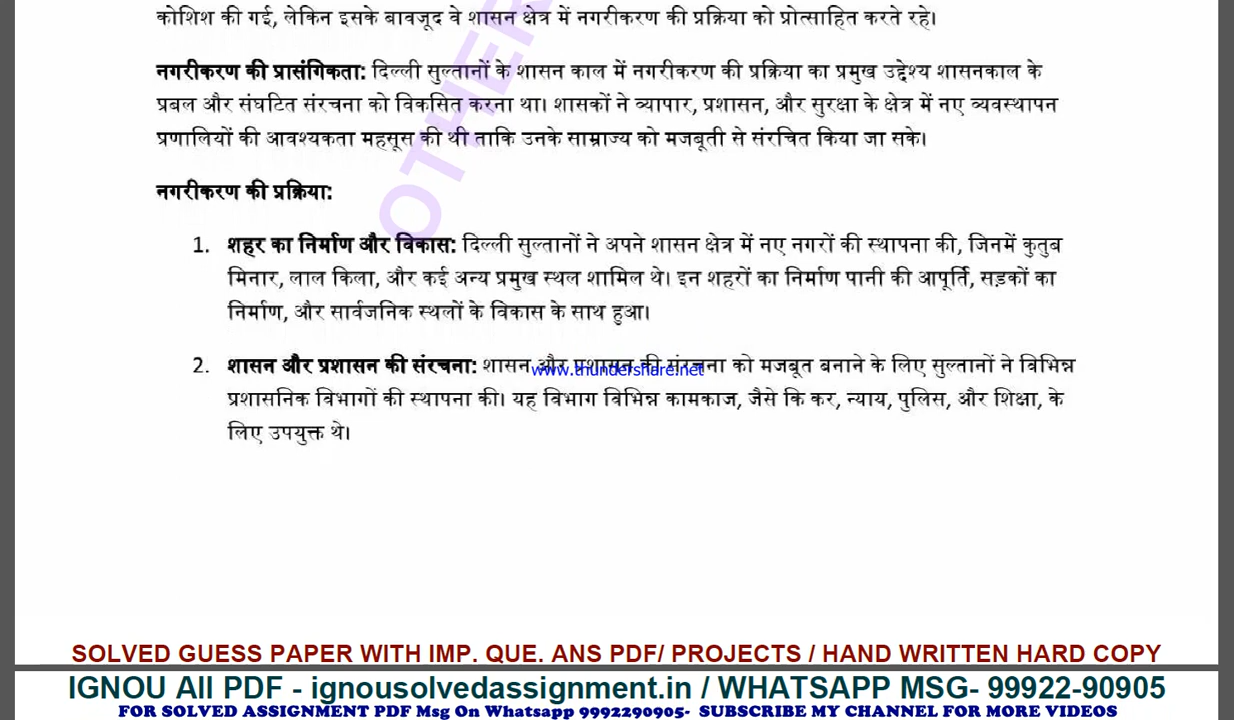 कोशिश की गई, लेकिन इसके बावजूद वे शासन क्षेत्र में नगरीकरण की प्रक्रिया को प्रोत्साहित करते रहे।
नगरीकरण की प्रासंगिकता: दिल्ली सुल्तानों के शासन काल में नगरीकरण की प्रक्रिया का प्रमुख उद्देश्य शासनकाल के
प्रबल और संघटित संरचना को विकसित करना था। शासकों ने व्यापार, प्रशासन, और सुरक्षा के क्षेत्र में नए व्यवस्थापन
प्रणालियों की आवश्यकता महसूस की थी ताकि उनके साम्राज्य को मजबूती से संरचित किया जा सके।
नगरीकरण की प्रक्रिया:
1. शहर का निर्माण और विकास: दिल्ली सुल्तानों ने अपने शासन क्षेत्र में नए नगरों की स्थापना की, जिनमें कुतुब
मिनार, लाल किला, और कई अन्य प्रमुख स्थल शामिल थे। इन शहरों का निर्माण पानी की आपूर्ति, सड़कों का
निर्माण, और सार्वजनिक स्थलों के विकास के साथ हुआ।
2. शासन और प्रशासन की संरचना: शासन और प्रशासन की संरचना को मजबूत बनाने के लिए सुल्तानों ने विभिन्न
www.thundershare.net
प्रशासनिक विभागों की स्थापना की। यह विभाग विभिन्न कामकाज, जैसे कि कर, न्याय, पुलिस, और शिक्षा, के
लिए उपयुक्त थे।
OTHER
SOLVED GUESS PAPER WITH IMP. QUE. ANS PDF/ PROJECTS / HAND WRITTEN HARD COPY
IGNOU All PDF - ignousolvedassignment.in / WHATSAPP MSG- 99922-90905
FOR SOLVED ASSIGNMENT PDF Msg On Whatsapp 9992290905- SUBSCRIBE MY CHANNEL FOR MORE VIDEOS